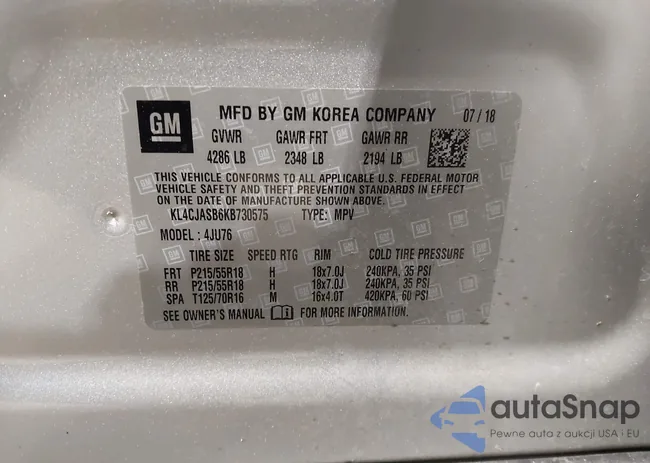 GM MFD BY GM KOREA COMPANY 07/18
GVWR GAWR FRT GAWR RR
4286 LB 2348 LB 2194 LB
THIS VEHICLE CONFORMS TO ALL APPLICABLE U.S. FEDERAL MOTOR
VEHICLE SAFETY AND THEFT PREVENTION STANDARDS IN EFFECT
ON THE DATE OF MANUFACTURE SHOWN ABOVE.
KL4CJASB6KB730575 TYPE: MPV
MODEL : 4JU76
TIRE SIZE SPEED RTG RIM COLD TIRE PRESSURE
FRT P215/55R18 H 18x7.0J 240KPA, 35 PSI
RR P215/55R18 H 18x7.0J 240KPA, 35 PSI
SPA T125/70R16 M 16x4.0T 420KPA, 60 PSI
SEE OWNER'S MANUAL FOR MORE INFORMATION.
autaSnap
Pewne auta z aukcji USA · EU